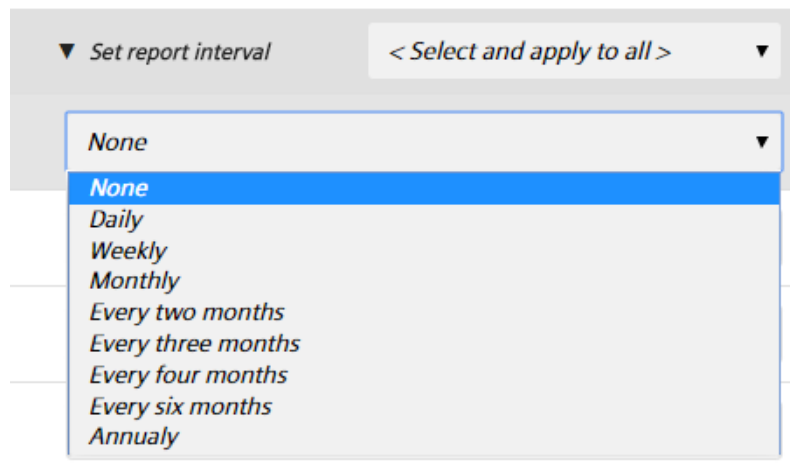 ▼ Set report interval < Select and apply to all > ▼
None ▼
None
Daily
Weekly
Monthly
Every two months
Every three months
Every four months
Every six months
Annualy